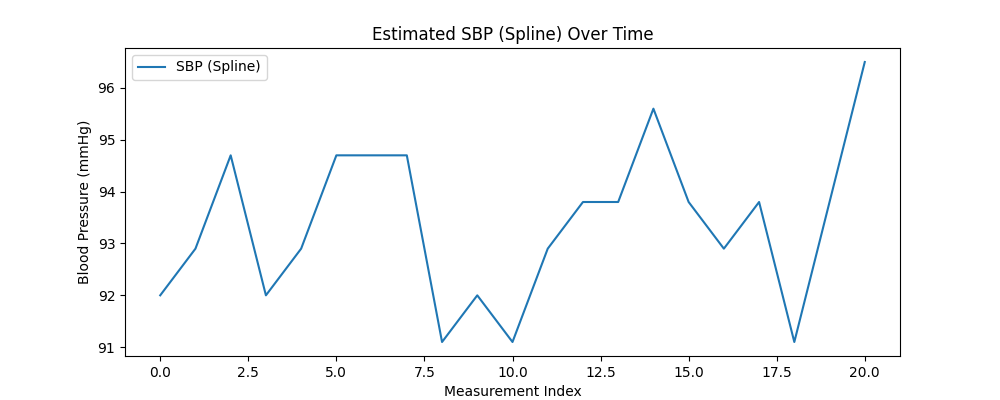 Estimated SBP (Spline) Over Time
SBP (Spline)
Blood Pressure (mmHg)
96
95
94
93
92
91
0.0 2.5 5.0 7.5 10.0 12.5 15.0 17.5 20.0
Measurement Index